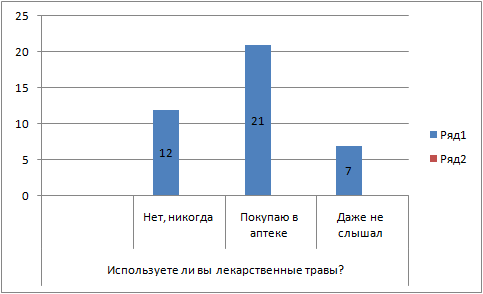 25
20
15
10
5
0
12
21
7
Нет, никогда
Покупаю в
аптеке
Даже не
слышал
Используете ли вы лекарственные травы?
Ряд1
Ряд2